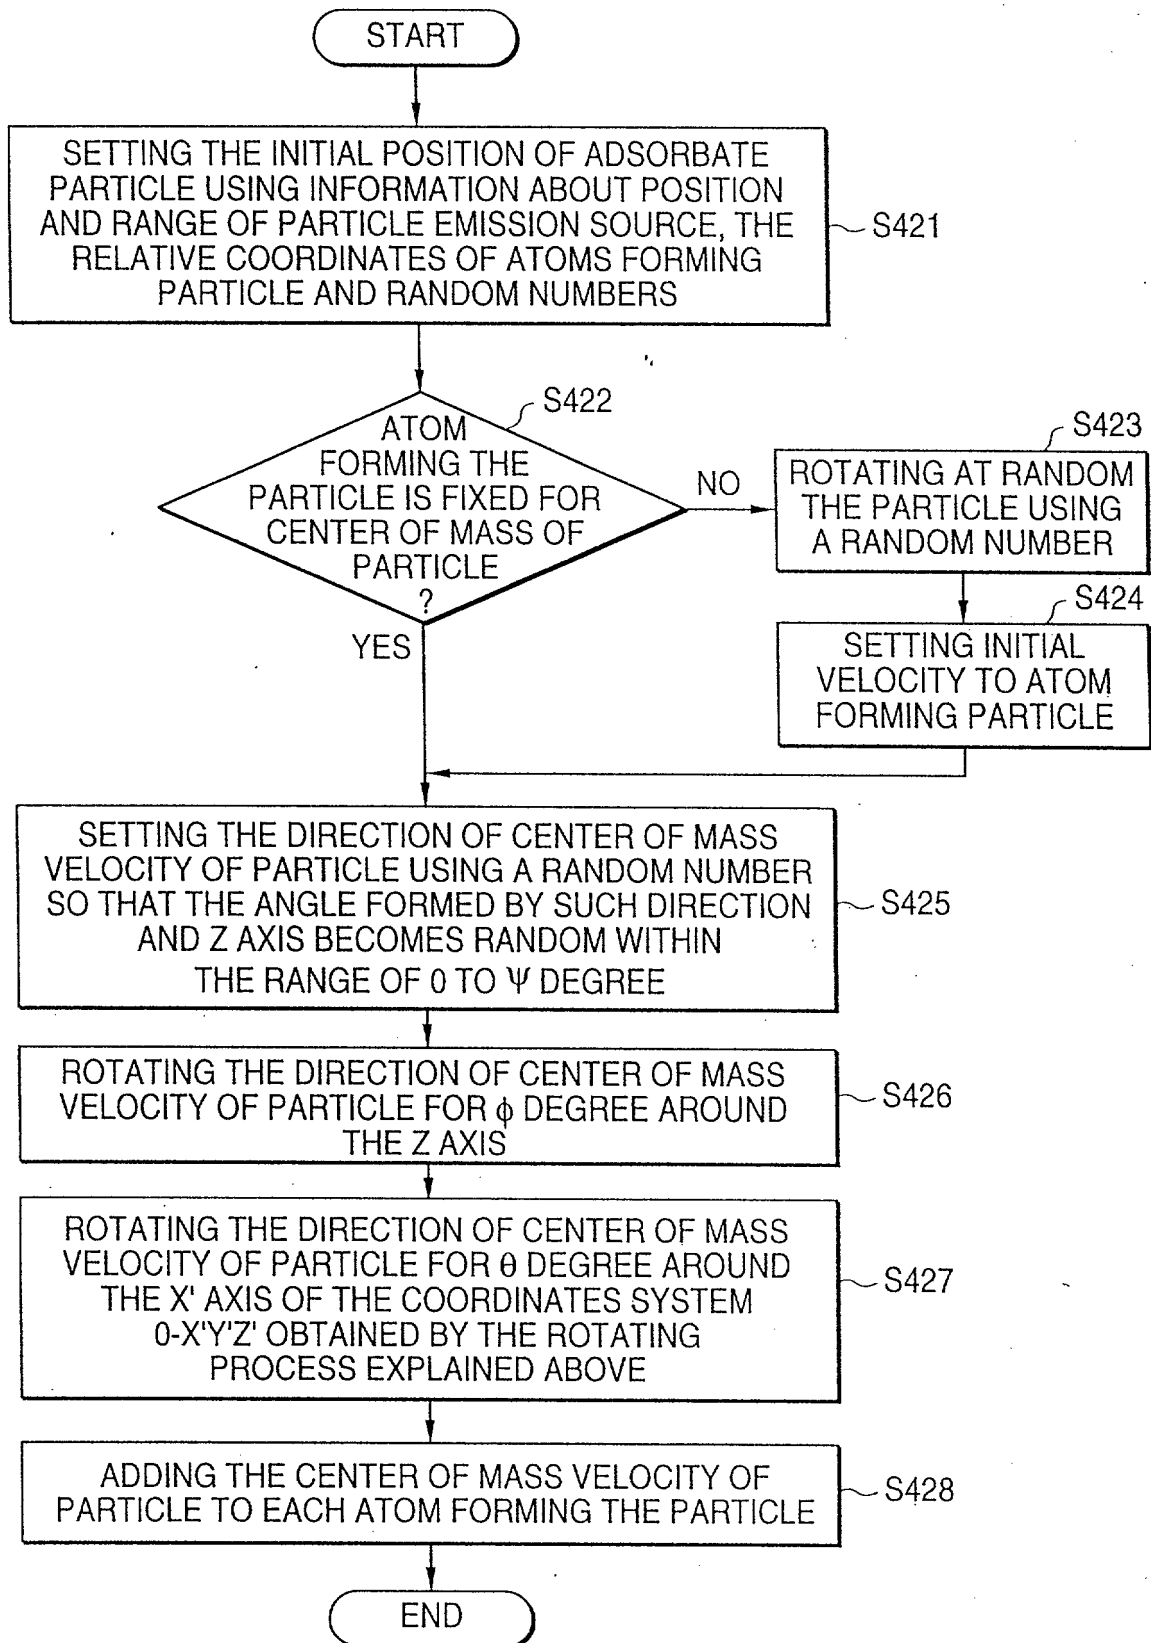 START
SETTING THE INITIAL POSITION OF ADSORBATE
PARTICLE USING INFORMATION ABOUT POSITION
AND RANGE OF PARTICLE EMISSION SOURCE, THE
RELATIVE COORDINATES OF ATOMS FORMING
PARTICLE AND RANDOM NUMBERS
S421
S422
ATOM
FORMING THE
PARTICLE IS FIXED FOR
CENTER OF MASS OF
PARTICLE
?
NO
YES
S423
ROTATING AT RANDOM
THE PARTICLE USING
A RANDOM NUMBER
S424
SETTING INITIAL
VELOCITY TO ATOM
FORMING PARTICLE
SETTING THE DIRECTION OF CENTER OF MASS
VELOCITY OF PARTICLE USING A RANDOM NUMBER
SO THAT THE ANGLE FORMED BY SUCH DIRECTION
AND Z AXIS BECOMES RANDOM WITHIN
THE RANGE OF 0 TO Ψ DEGREE
S425
ROTATING THE DIRECTION OF CENTER OF MASS
VELOCITY OF PARTICLE FOR ϕ DEGREE AROUND
THE Z AXIS
S426
ROTATING THE DIRECTION OF CENTER OF MASS
VELOCITY OF PARTICLE FOR θ DEGREE AROUND
THE X' AXIS OF THE COORDINATES SYSTEM
0-X'Y'Z' OBTAINED BY THE ROTATING
PROCESS EXPLAINED ABOVE
S427
ADDING THE CENTER OF MASS VELOCITY OF
PARTICLE TO EACH ATOM FORMING THE PARTICLE
S428
END